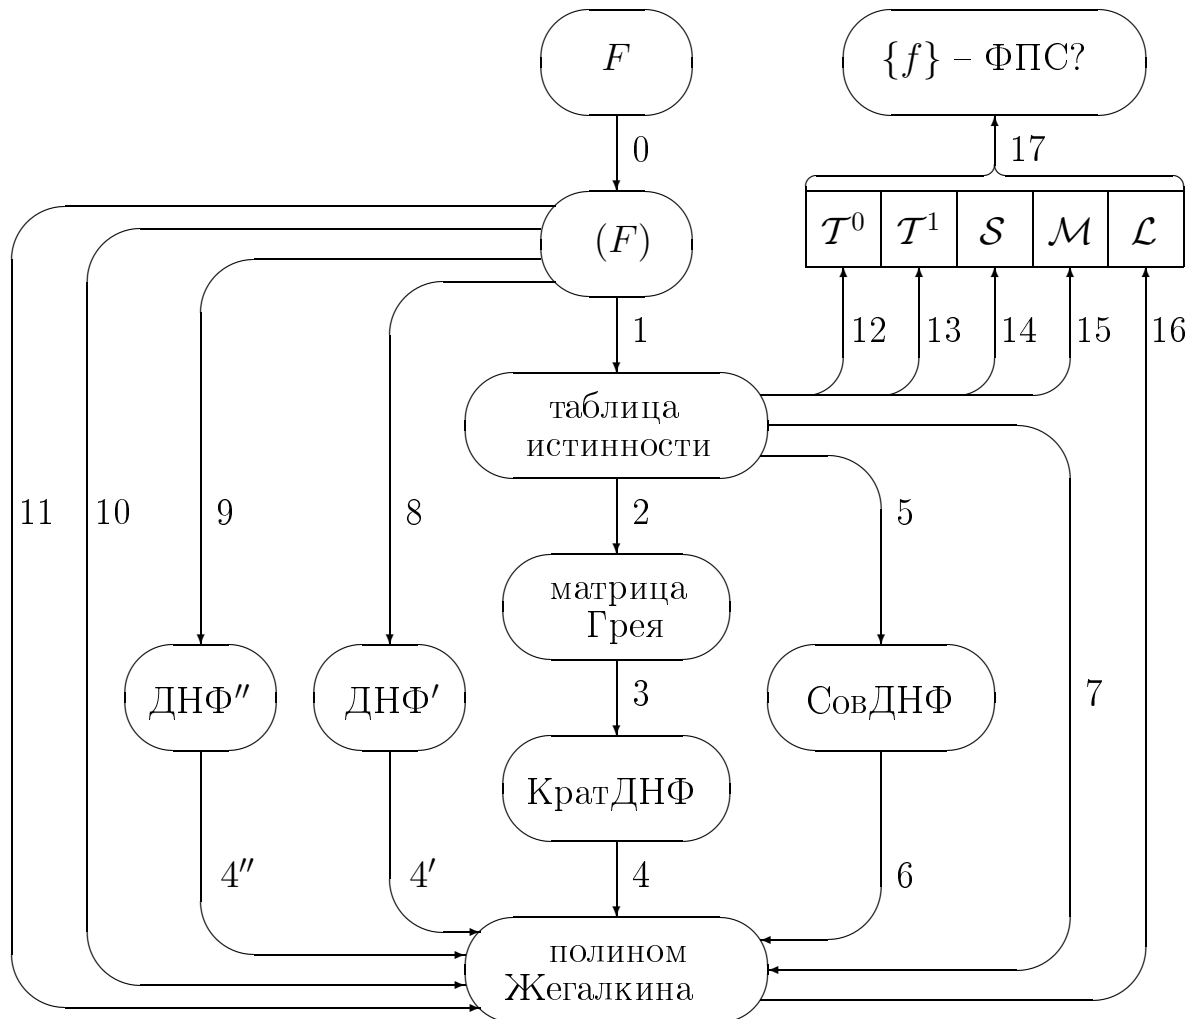 F
{f} – ФПС?
0
17
(F)
𝒯⁰ 𝒯¹ 𝒮 ℳ ℒ
1
12 13 14 15 16
таблица
истинности
11 10 9 8 2 5
матрица
Грея
ДНФ″ ДНФ′ 3 СовДНФ 7
КратДНФ
4″ 4′ 4 6
полином
Жегалкина